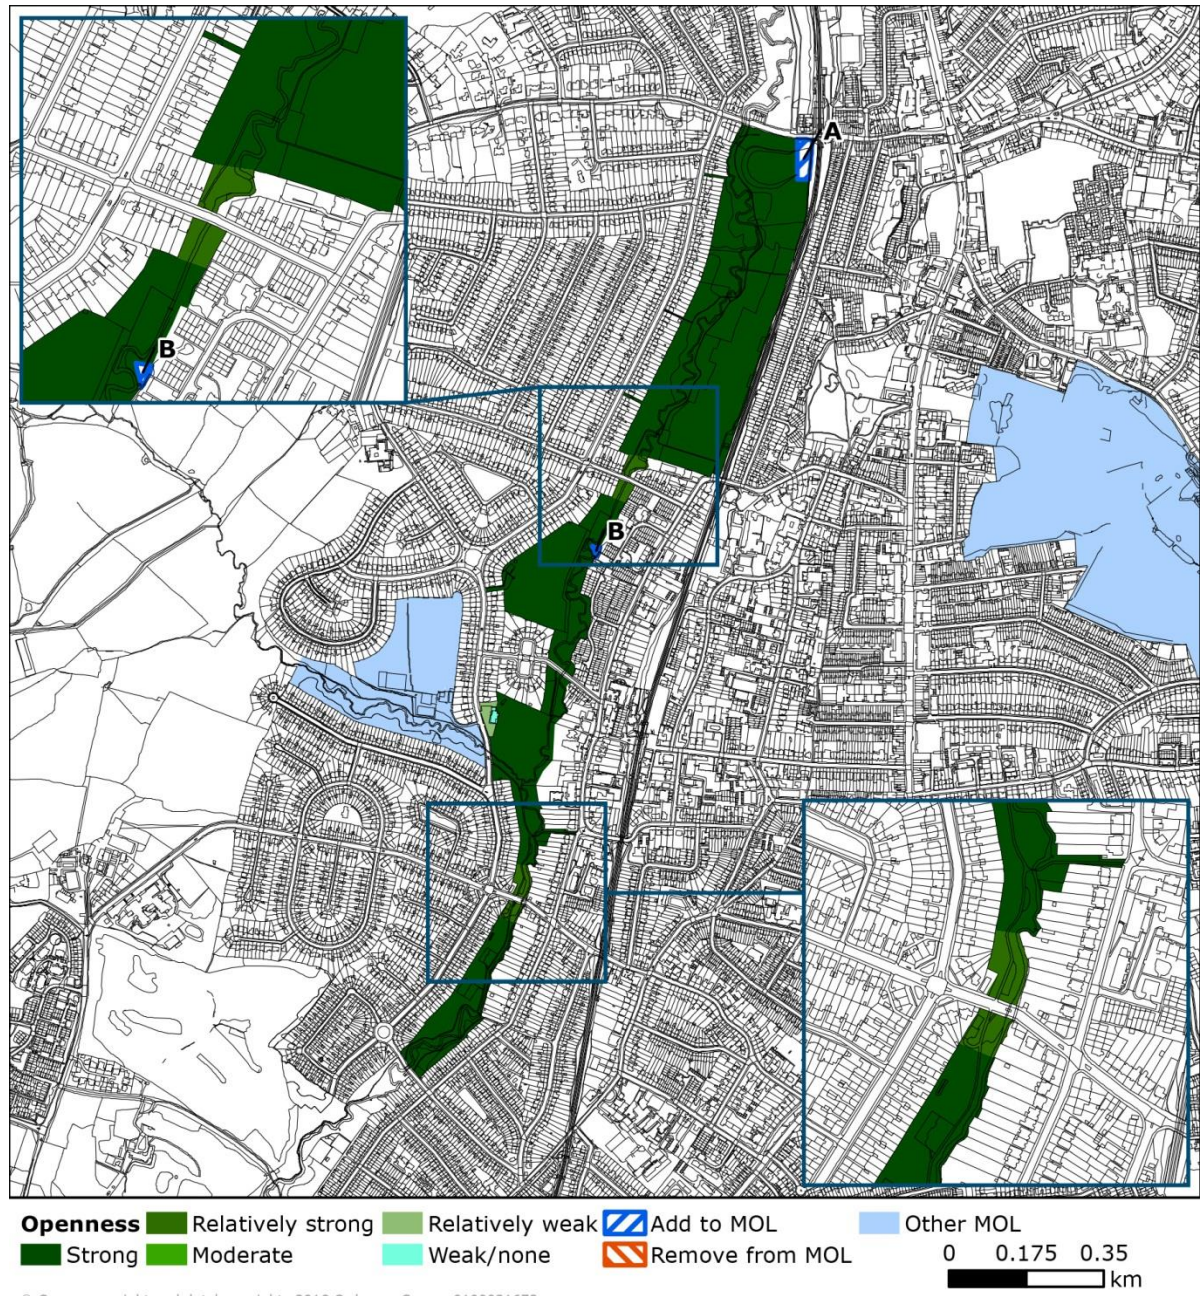 A
B
B
Openness Relatively strong Relatively weak Add to MOL Other MOL
Strong Moderate Weak/none Remove from MOL
0 0.175 0.35
km